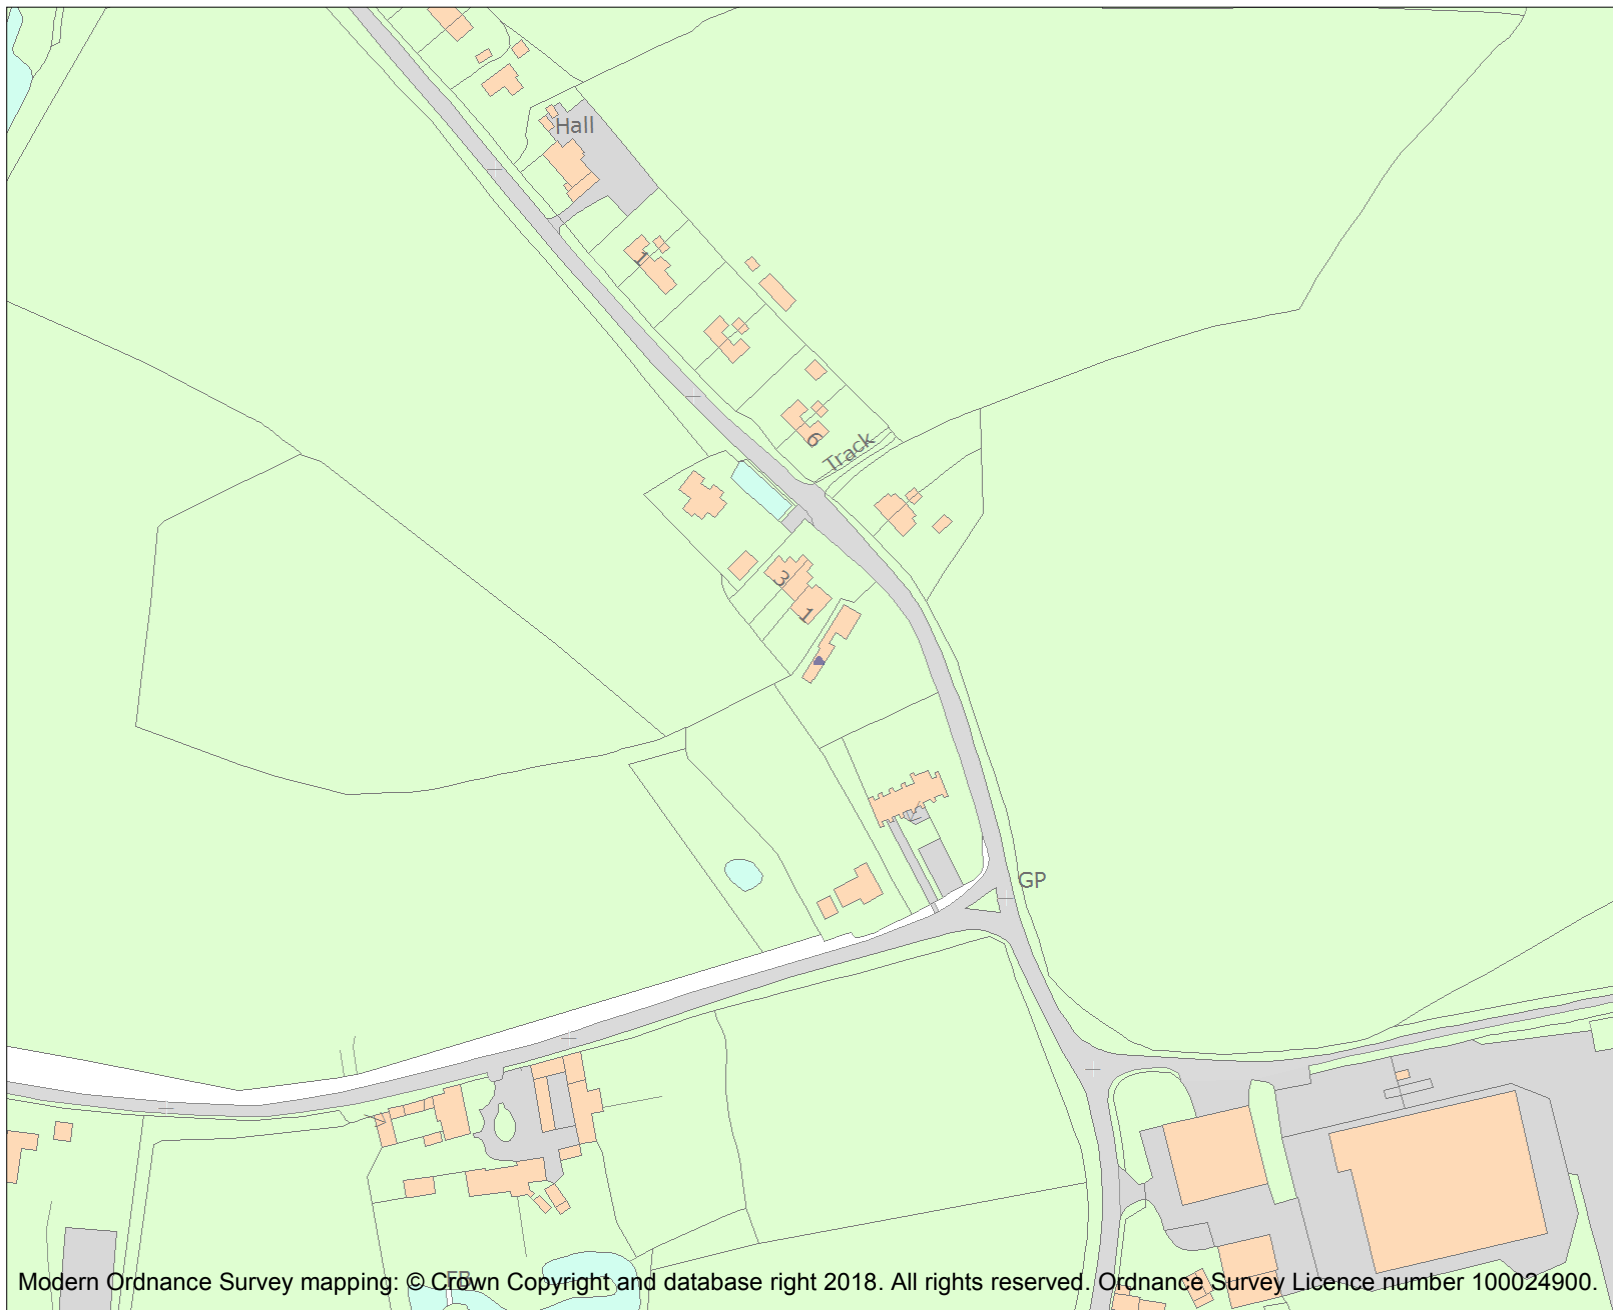 Hall
1
6
Track
3
1
GP
FB
Modern Ordnance Survey mapping: © Crown Copyright and database right 2018. All rights reserved. Ordnance Survey Licence number 100024900.